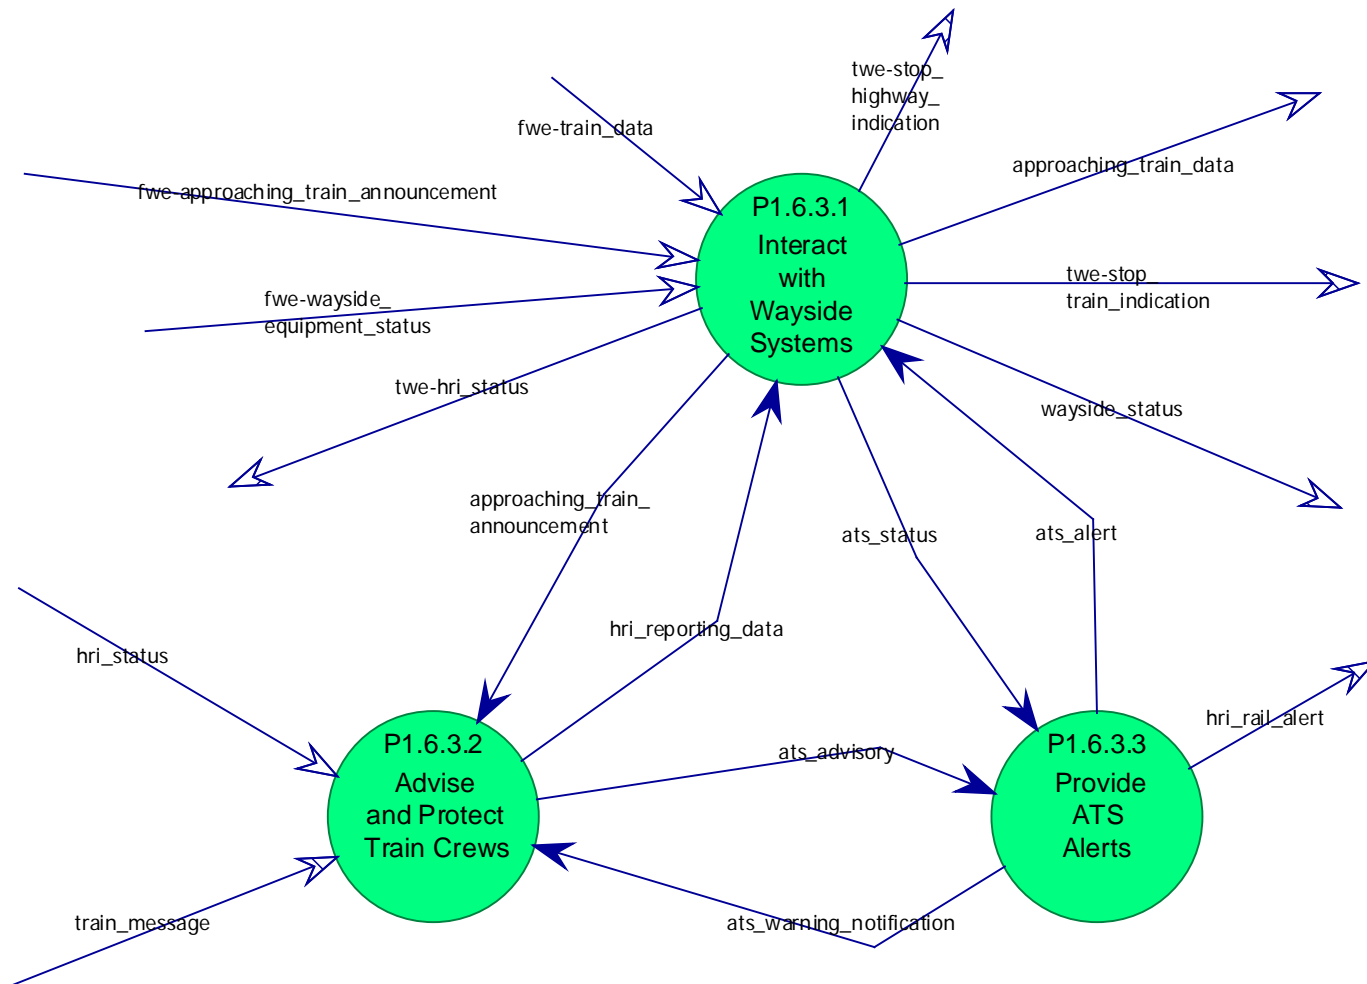 twe-stop_
highway_
indication
fwe-train_data
approaching_train_data
fwe-approaching_train_announcement
P1.6.3.1
Interact
with
Wayside
Systems
twe-stop_
train_indication
fwe-wayside_
equipment_status
twe-hri_status
wayside_status
approaching_train_
announcement
ats_status
ats_alert
hri_reporting_data
hri_status
hri_rail_alert
P1.6.3.2
Advise
and Protect
Train Crews
ats_advisory
P1.6.3.3
Provide
ATS
Alerts
train_message
ats_warning_notification